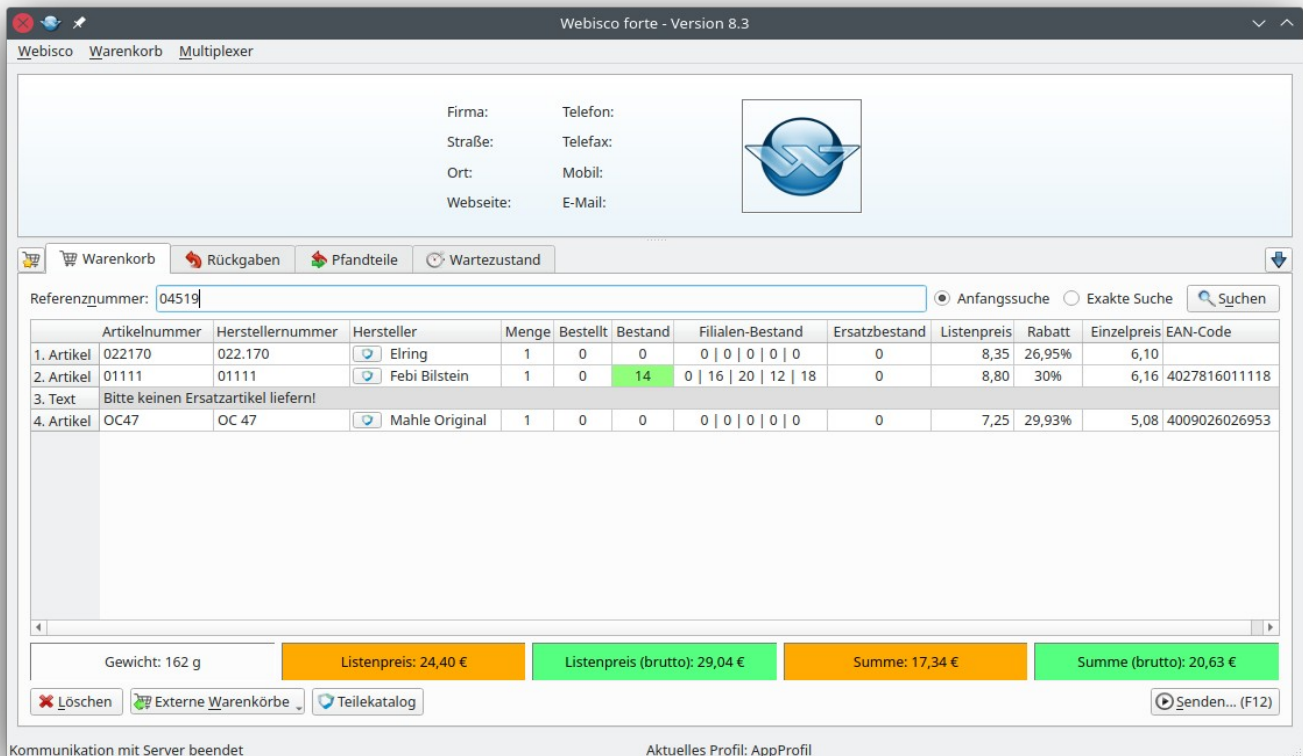 Webisco forte - Version 8.3
Webisco Warenkorb Multiplexer
Firma: Telefon:
Straße: Telefax:
Ort: Mobil:
Webseite: E-Mail:
Warenkorb Rückgaben Pfandteile Wartezustand
Referenznummer: 04519 Anfangssuche Exakte Suche Suchen
Artikelnummer Herstellernummer Hersteller Menge Bestellt Bestand Filialen-Bestand Ersatzbestand Listenpreis Rabatt Einzelpreis EAN-Code
1. Artikel 022170 022.170 Elring 1 0 0 0 | 0 | 0 | 0 | 0 0 8,35 26,95% 6,10
2. Artikel 01111 01111 Febi Bilstein 1 0 14 0 | 16 | 20 | 12 | 18 0 8,80 30% 6,16 4027816011118
3. Text Bitte keinen Ersatzartikel liefern!
4. Artikel OC47 OC 47 Mahle Original 1 0 0 0 | 0 | 0 | 0 | 0 0 7,25 29,93% 5,08 4009026026953
Gewicht: 162 g Listenpreis: 24,40 € Listenpreis (brutto): 29,04 € Summe: 17,34 € Summe (brutto): 20,63 €
Löschen Externe Warenkörbe Teilekatalog Senden... (F12)
Kommunikation mit Server beendet Aktuelles Profil: AppProfil